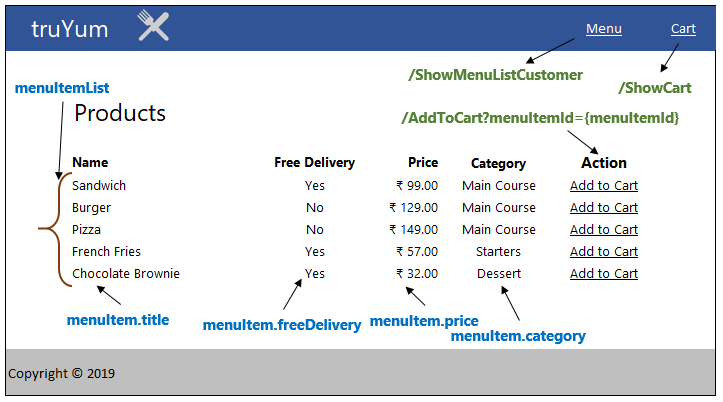 truYum Menu Cart
/ShowMenuListCustomer
menuItemList /ShowCart
Products
/AddToCart?menuItemId={menuItemId}
Name Free Delivery Price Category Action
Sandwich Yes ₹ 99.00 Main Course Add to Cart
Burger No ₹ 129.00 Main Course Add to Cart
Pizza No ₹ 149.00 Main Course Add to Cart
French Fries Yes ₹ 57.00 Starters Add to Cart
Chocolate Brownie Yes ₹ 32.00 Dessert Add to Cart
menuItem.title menuItem.freeDelivery menuItem.price
menuItem.category
Copyright © 2019